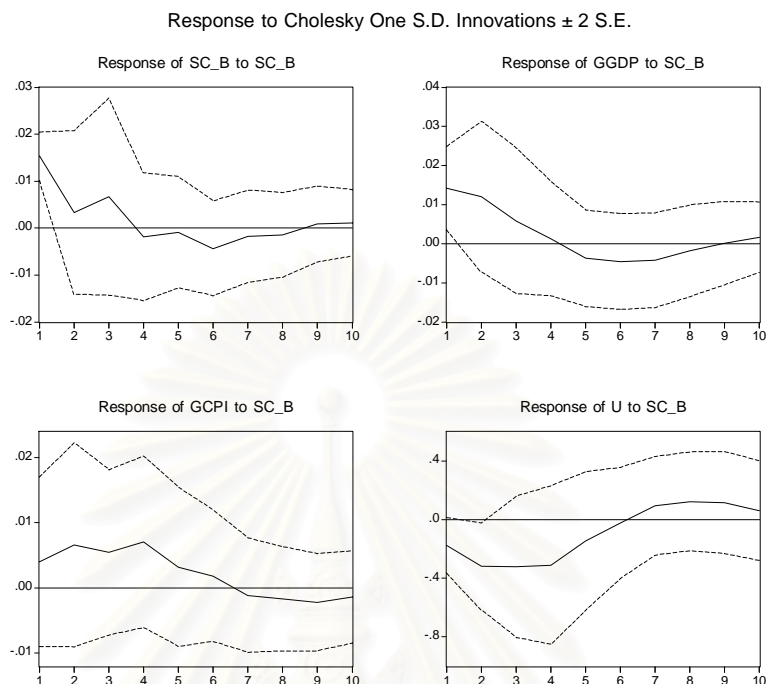 Response to Cholesky One S.D. Innovations ± 2 S.E.
Response of SC_B to SC_B
.03
.02
.01
.00
-.01
-.02
1 2 3 4 5 6 7 8 9 10
Response of GGDP to SC_B
.04
.03
.02
.01
.00
-.01
-.02
1 2 3 4 5 6 7 8 9 10
Response of GCPI to SC_B
.02
.01
.00
-.01
1 2 3 4 5 6 7 8 9 10
Response of U to SC_B
.4
.0
-.4
-.8
1 2 3 4 5 6 7 8 9 10